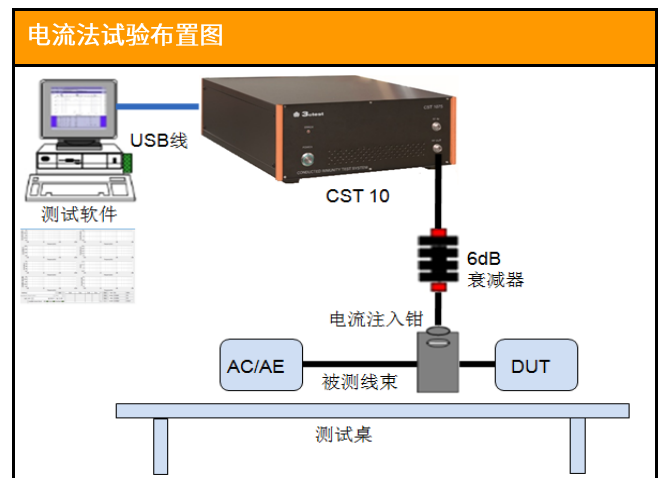 电流法试验布置图
USB线
3ctest
CST 10
测试软件
6dB
衰减器
电流注入钳
AC/AE
被测线束
DUT
测试桌